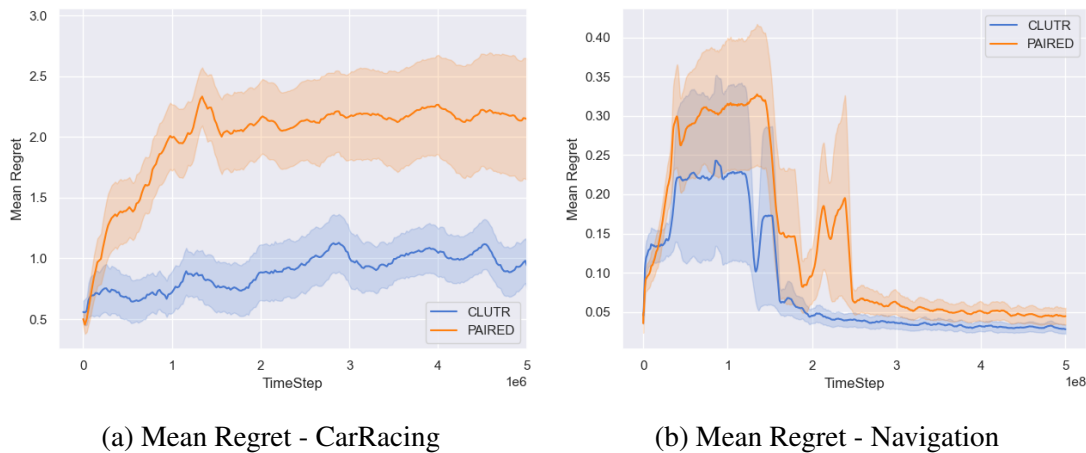 3.0
2.5
2.0
1.5
1.0
0.5
Mean Regret
CLUTR
PAIRED
0 1 2 3 4 5
TimeStep
1e6
(a) Mean Regret - CarRacing
0.40
0.35
0.30
0.25
0.20
0.15
0.10
0.05
Mean Regret
CLUTR
PAIRED
0 1 2 3 4 5
TimeStep
1e8
(b) Mean Regret - Navigation